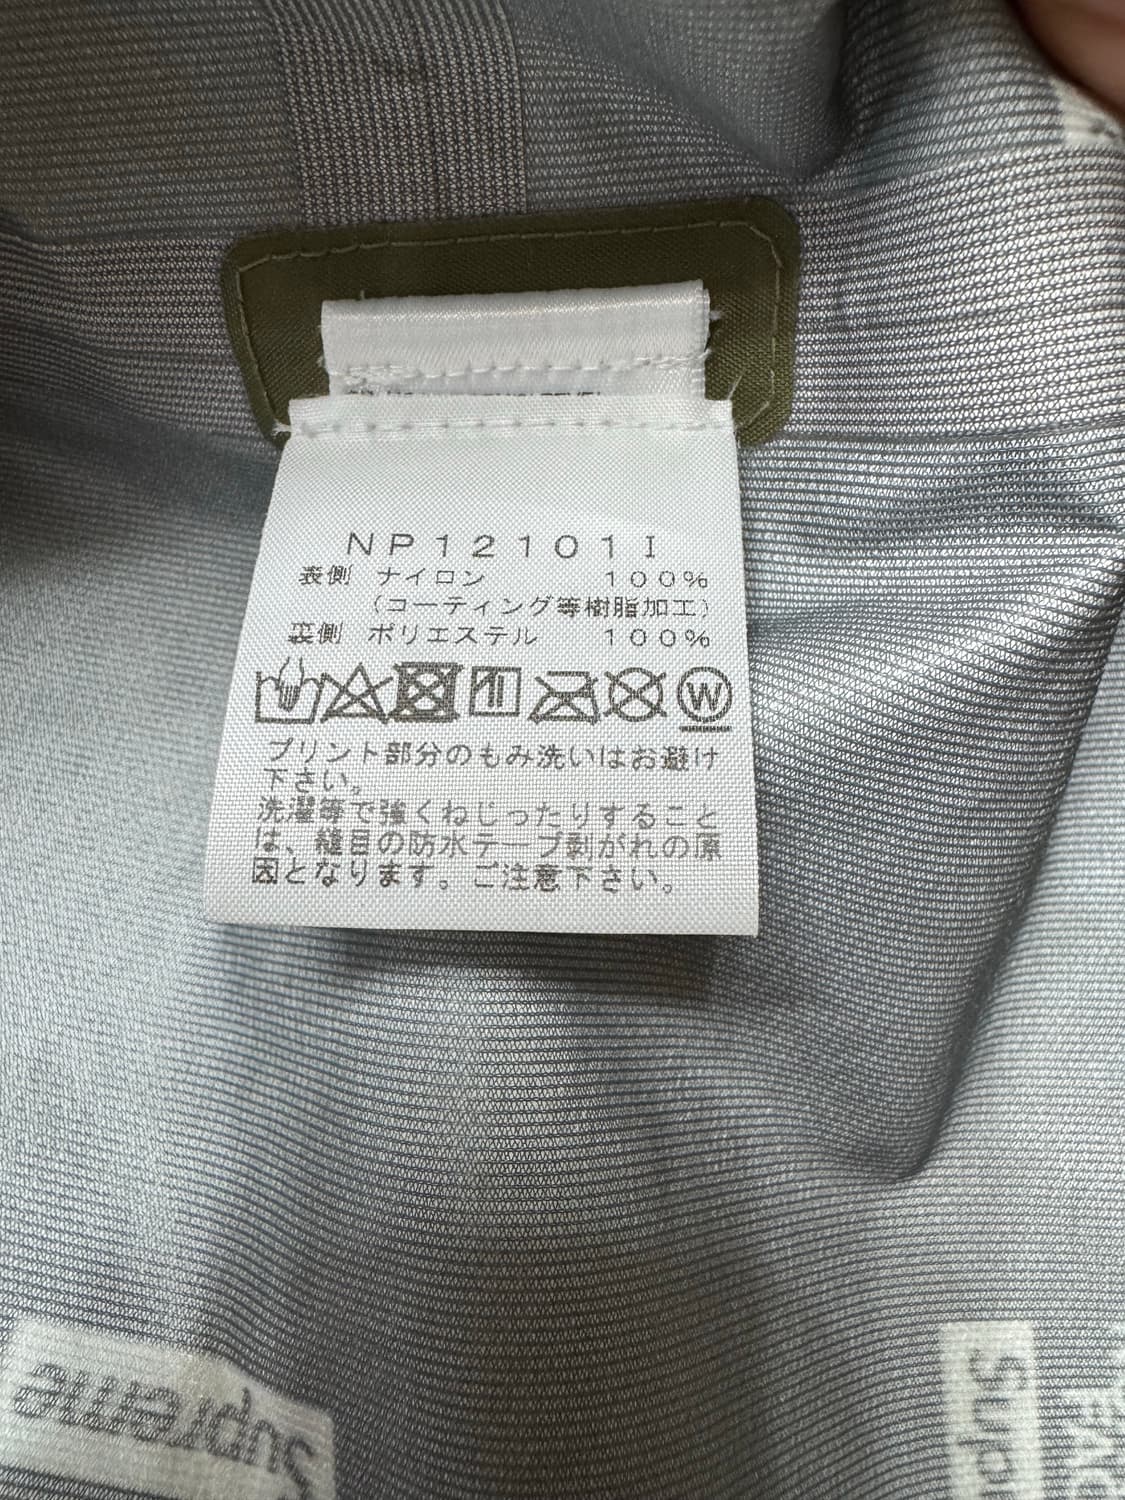 NP12101I
表側 ナイロン 100%
(コーティング等樹脂加工)
裏側 ポリエステル 100%
W
プリント部分のもみ洗いはお避け
下さい。
洗濯等で強くねじったりすること
は、縫目の防水テープ剥がれの原
因となります。ご注意下さい。
Supreme
Sup